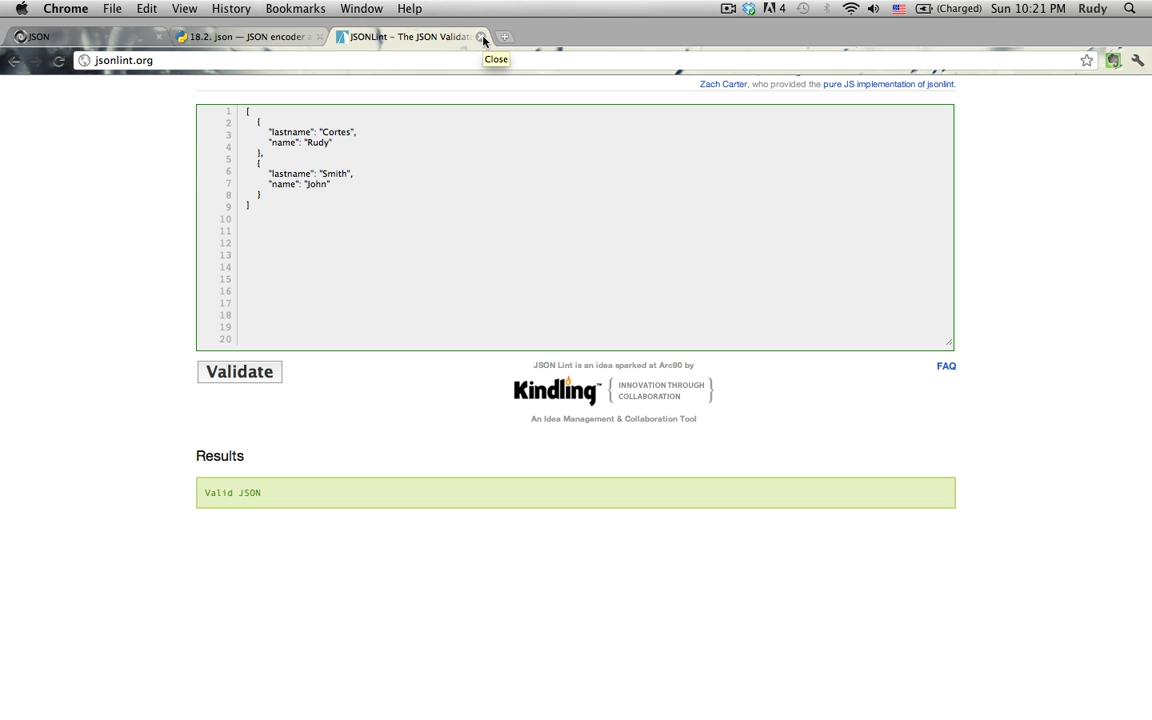 Chrome File Edit View History Bookmarks Window Help 4 (Charged) Sun 10:21 PM Rudy
JSON 18.2. json — JSON encoder a JSONLint - The JSON Validat
Close
jsonlint.org
Zach Carter, who provided the pure JS implementation of jsonlint.
1 [
2 {
3 "lastname": "Cortes",
4 "name": "Rudy"
5 },
6 {
7 "lastname": "Smith",
8 "name": "John"
9 }
10 ]
11
12
13
14
15
16
17
18
19
20
Validate
JSON Lint is an idea sparked at Arc90 by
FAQ
Kindling™ { INNOVATION THROUGH
COLLABORATION }
An Idea Management & Collaboration Tool
Results
Valid JSON